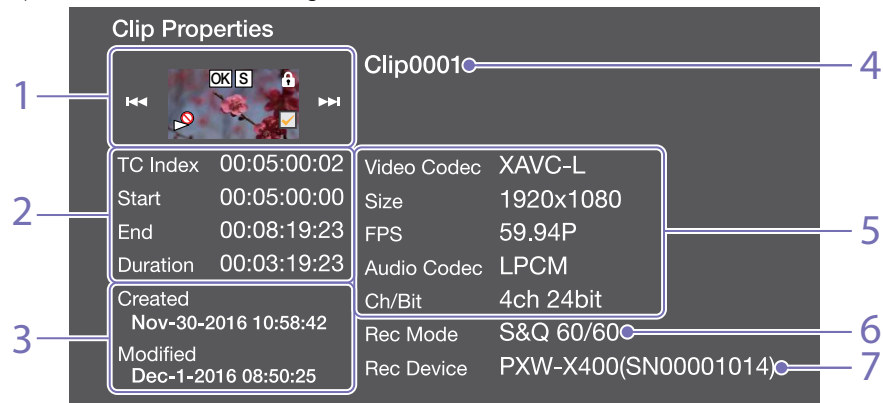 Clip Properties
1
OK S
Clip0001
4
TC Index 00:05:00:02
Start 00:05:00:00
End 00:08:19:23
Duration 00:03:19:23
2
Video Codec XAVC-L
Size 1920x1080
FPS 59.94P
Audio Codec LPCM
Ch/Bit 4ch 24bit
5
Created
Nov-30-2016 10:58:42
Modified
Dec-1-2016 08:50:25
3
Rec Mode S&Q 60/60
6
Rec Device PXW-X400(SN00001014)
7